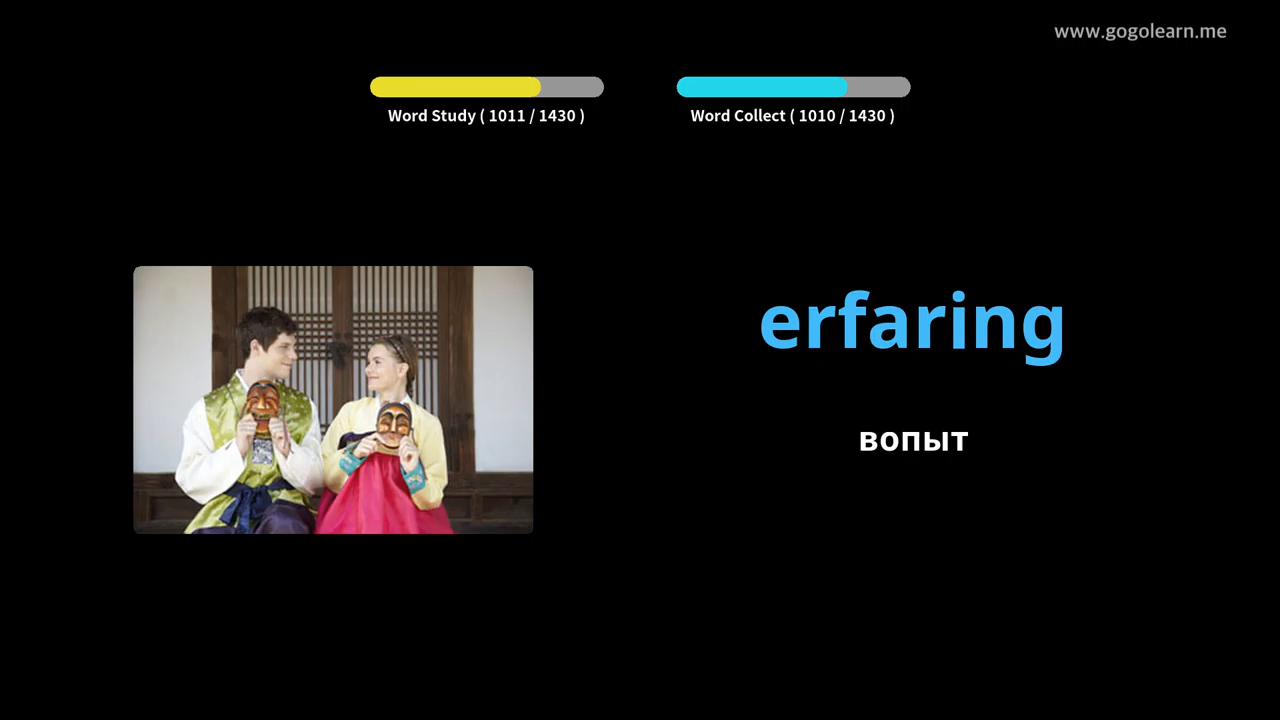 www.gogolearn.me
Word Study ( 1011 / 1430 )
Word Collect ( 1010 / 1430 )
erfaring
вопыт